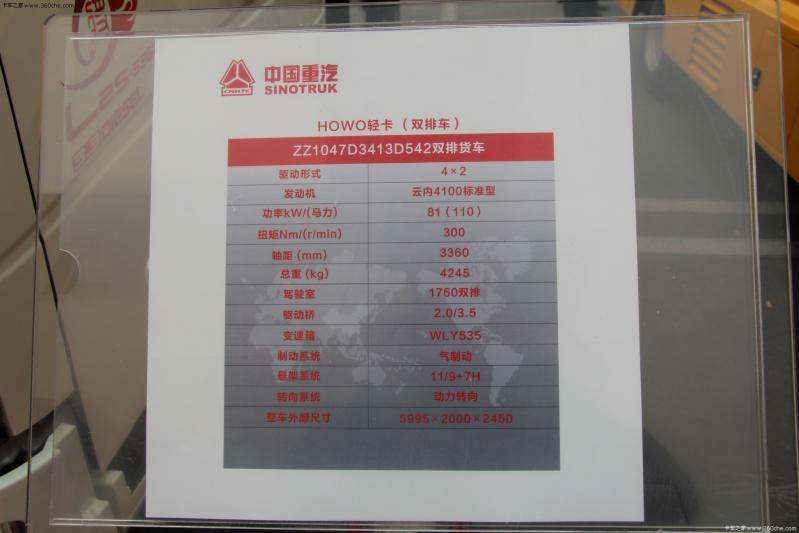 卡车之家 www.360che.com
CNHTC
中国重汽
SINOTRUK
HOWO轻卡（双排车）
ZZ1047D3413D542双排货车
驱动形式 4×2
发动机 云内4100标准型
功率kW/(马力) 81（110）
扭矩Nm/(r/min) 300
轴距（mm） 3360
总重（kg） 4245
驾驶室 1760双排
驱动桥 2.0/3.5
变速箱 WLY535
制动系统 气制动
悬架系统 11/9+7H
转向系统 动力转向
整车外廓尺寸 5995×2000×2450
卡车之家 www.360che.com